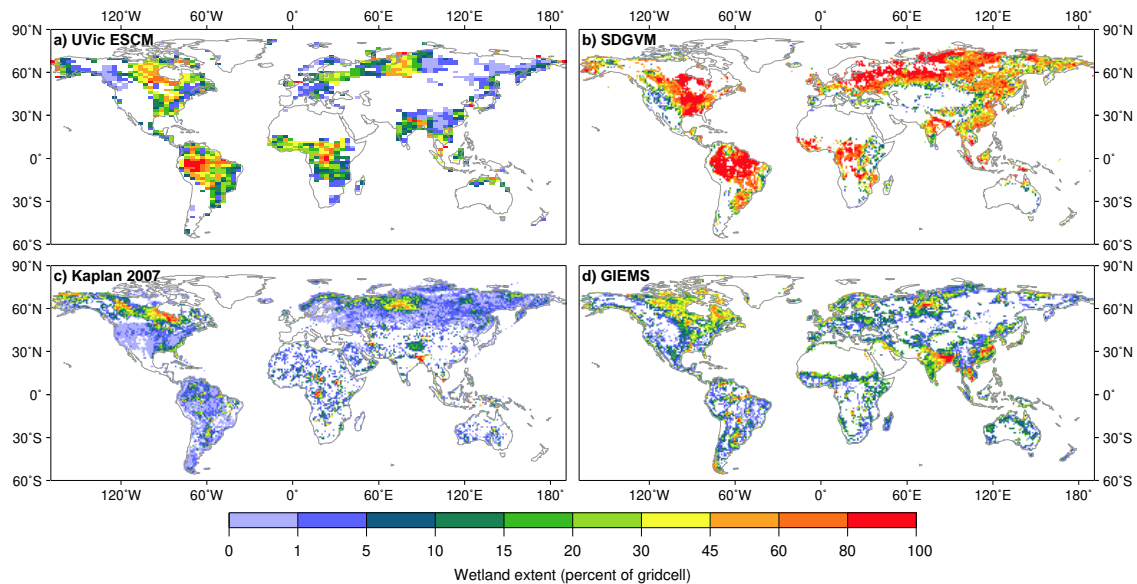 120˚W 60˚W 0˚ 60˚E 120˚E 180˚ 120˚W 60˚W 0˚ 60˚E 120˚E 180˚
90˚N a) UVic ESCM b) SDGVM 90˚N
60˚N 60˚N
30˚N 30˚N
0˚ 0˚
30˚S 30˚S
60˚S 60˚S
90˚N c) Kaplan 2007 d) GIEMS 90˚N
60˚N 60˚N
30˚N 30˚N
0˚ 0˚
30˚S 30˚S
60˚S 60˚S
120˚W 60˚W 0˚ 60˚E 120˚E 180˚ 120˚W 60˚W 0˚ 60˚E 120˚E 180˚
0 1 5 10 15 20 30 45 60 80 100
Wetland extent (percent of gridcell)